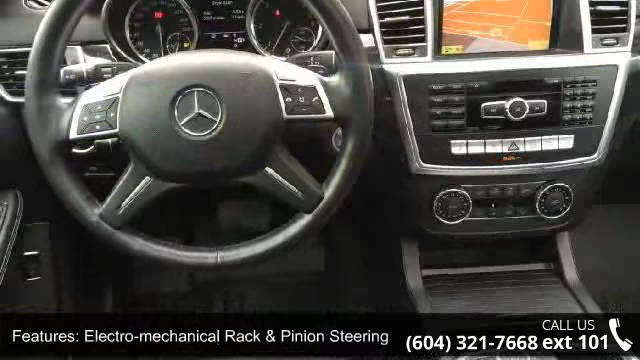 Features: Electro-mechanical Rack & Pinion Steering
CALL US
(604) 321-7668 ext 101